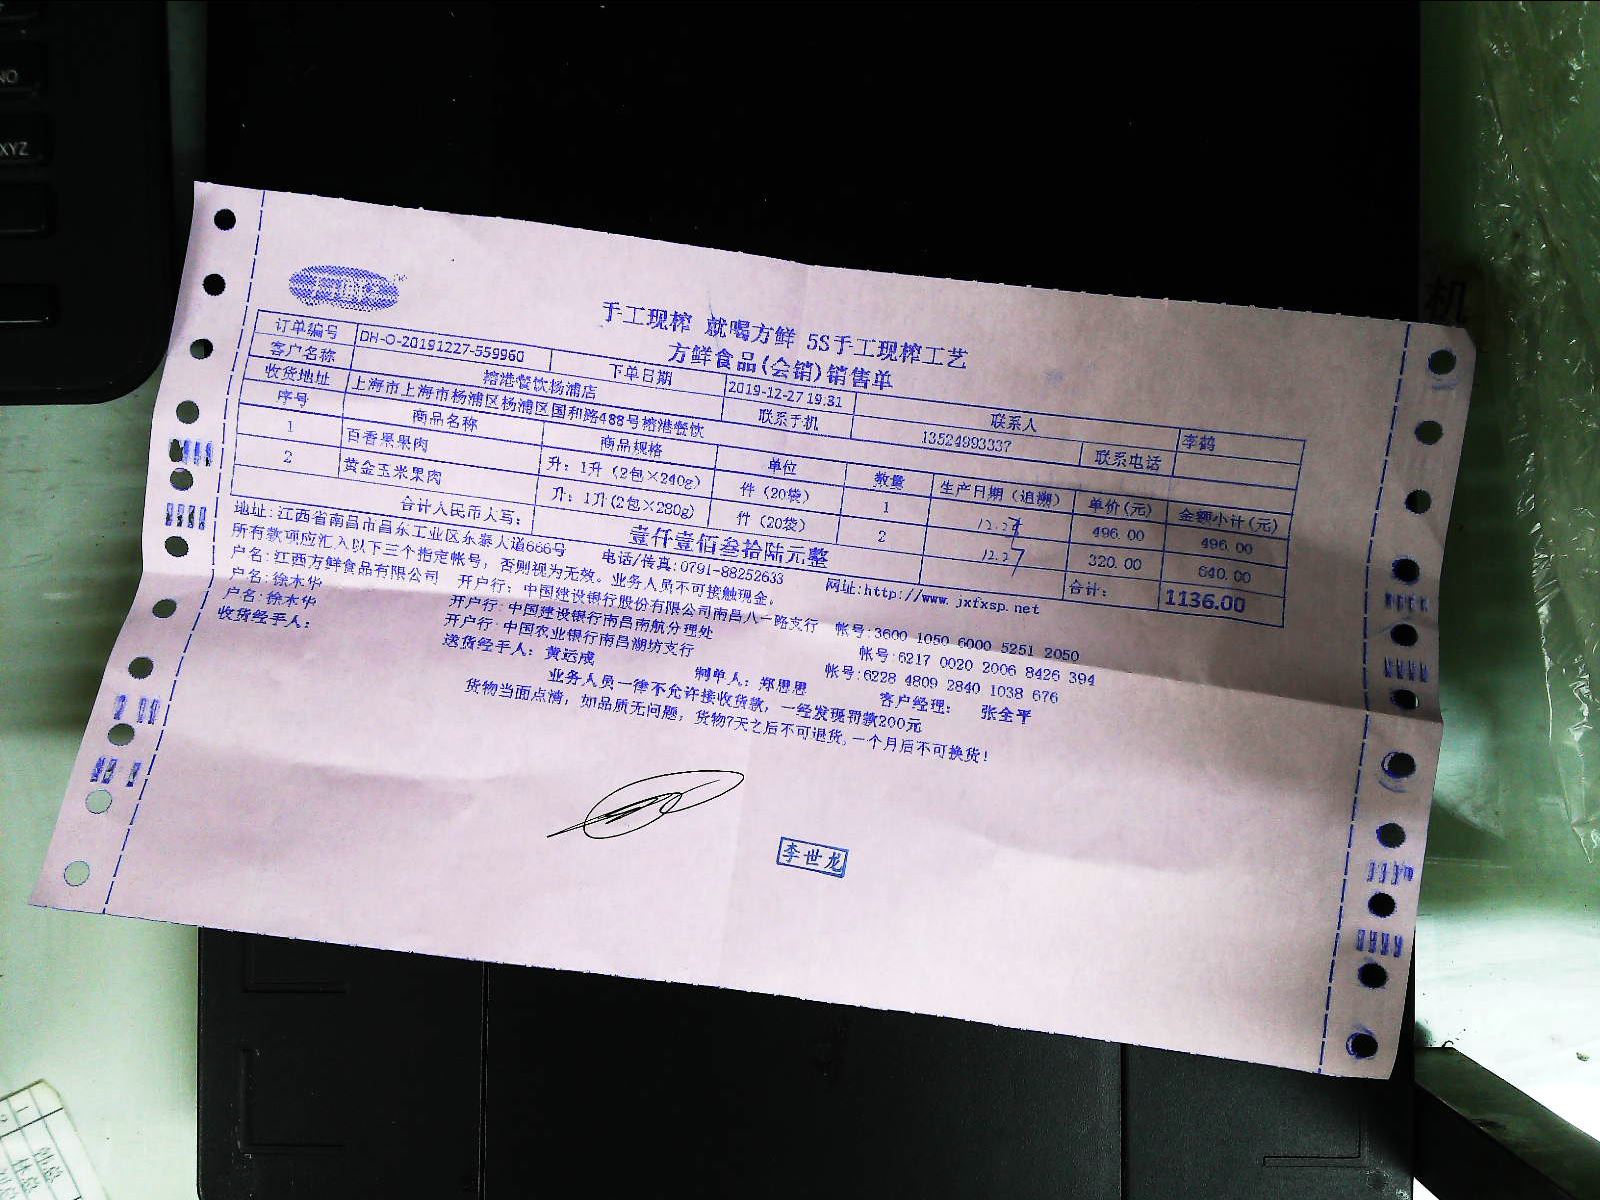 手工现榨 就喝方鲜 5S手工现榨工艺
方鲜食品(会销)销售单
订单编号 DH-O-20191227-559960 下单日期 2019-12-27 19:31 联系人 李鹤
客户名称 榕港餐饮杨浦店 联系手机 13524993337 联系电话
收货地址 上海市上海市杨浦区杨浦区国和路488号榕港餐饮
序号 商品名称 商品规格 单位 数量 生产日期（追溯） 单价(元) 金额小计(元)
1 百香果果肉 升：1升（2包×240g） 件（20袋） 1 496.00 496.00
2 黄金玉米果肉 升：1升(2包×280g) 件（20袋） 2 12.27 320.00 640.00
合计人民币大写： 壹仟壹佰叁拾陆元整 合计： 1136.00
地址:江西省南昌市昌东工业区东泰大道666号 电话/传真:0791-88252633 网址:http://www.jxfxsp.net
所有款项应汇入以下三个指定帐号，否则视为无效。业务人员不可接触现金。
户名:江西方鲜食品有限公司 开户行：中国建设银行股份有限公司南昌八一路支行 帐号:3600 1050 6000 5251 2050
户名:徐木华 开户行:中国建设银行南昌南航分理处 帐号:6217 0020 2006 8426 394
户名:徐木华 开户行:中国农业银行南昌湖坊支行 帐号:6228 4809 2840 1038 676
收货经手人： 送货经手人：黄运成 制单人：郑思思 客户经理： 张全平
业务人员一律不允许接收货款，一经发现罚款200元
货物当面点清，如品质无问题，货物7天之后不可退货,一个月后不可换货！
李世龙
机
XYZ